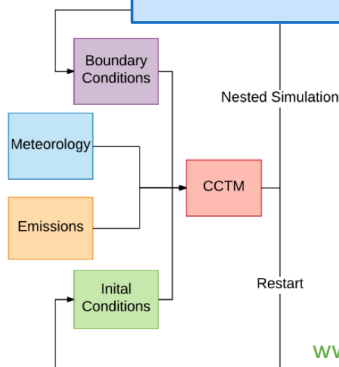 Boundary
Conditions
Nested Simulation
Meteorology
CCTM
Emissions
Inital
Conditions
Restart